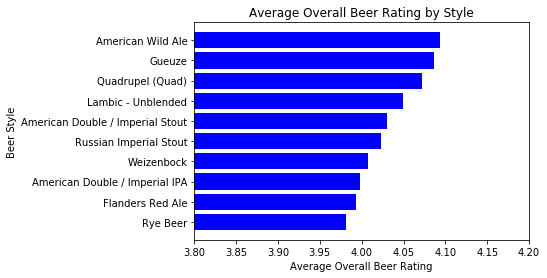 Average Overall Beer Rating by Style
American Wild Ale
Gueuze
Quadrupel (Quad)
Lambic - Unblended
American Double / Imperial Stout
Russian Imperial Stout
Weizenbock
American Double / Imperial IPA
Flanders Red Ale
Rye Beer
Beer Style
3.80 3.85 3.90 3.95 4.00 4.05 4.10 4.15 4.20
Average Overall Beer Rating